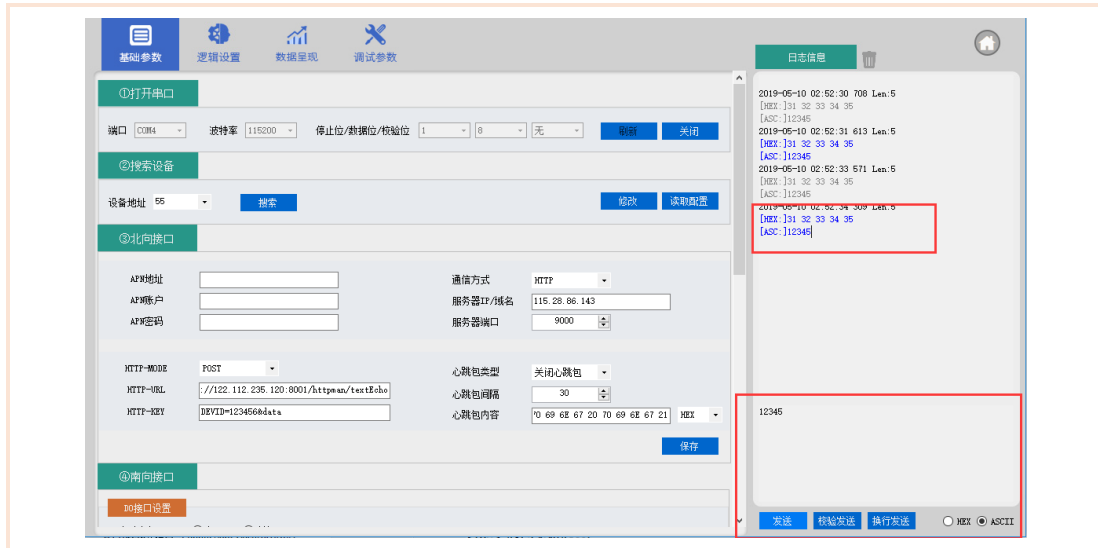 基础参数 逻辑设置 数据呈现 调试参数
①打开串口
端口 COM4 波特率 115200 停止位/数据位/校验位 1 8 无 刷新 关闭
②搜索设备
设备地址 55 搜索 修改 读取配置
③北向接口
APN地址 通信方式 HTTP
APN账户 服务器IP/域名 115.28.86.143
APN密码 服务器端口 9000
HTTP-MODE POST 心跳包类型 关闭心跳包
HTTP-URL ://122.112.235.120:8001/httpman/textEcho 心跳包间隔 30
HTTP-KEY DEVID=123456&data 心跳包内容 70 69 6E 67 20 70 69 6E 67 21 HEX
保存
④南向接口
DO接口设置
日志信息
2019-05-10 02:52:30 708 Len:5
[HEX:]31 32 33 34 35
[ASC:]12345
2019-05-10 02:52:31 613 Len:5
[HEX:]31 32 33 34 35
[ASC:]12345
2019-05-10 02:52:33 571 Len:5
[HEX:]31 32 33 34 35
[ASC:]12345
2019-05-10 02:52:34 309 Len:5
[HEX:]31 32 33 34 35
[ASC:]12345
12345
发送 校验发送 换行发送 HEX ASCII